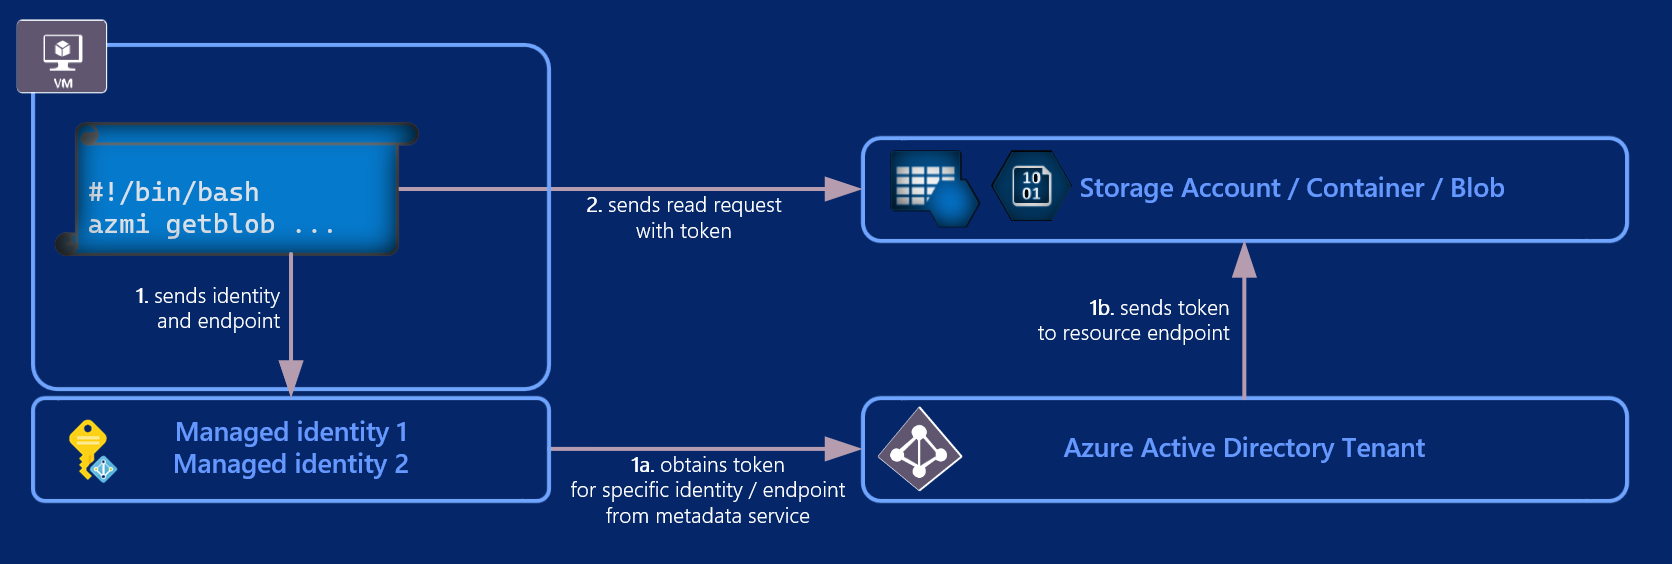 VM
#!/bin/bash
azmi getblob ...
2. sends read request
with token
10
01
Storage Account / Container / Blob
1. sends identity
and endpoint
1b. sends token
to resource endpoint
Managed identity 1
Managed identity 2
1a. obtains token
for specific identity / endpoint
from metadata service
Azure Active Directory Tenant